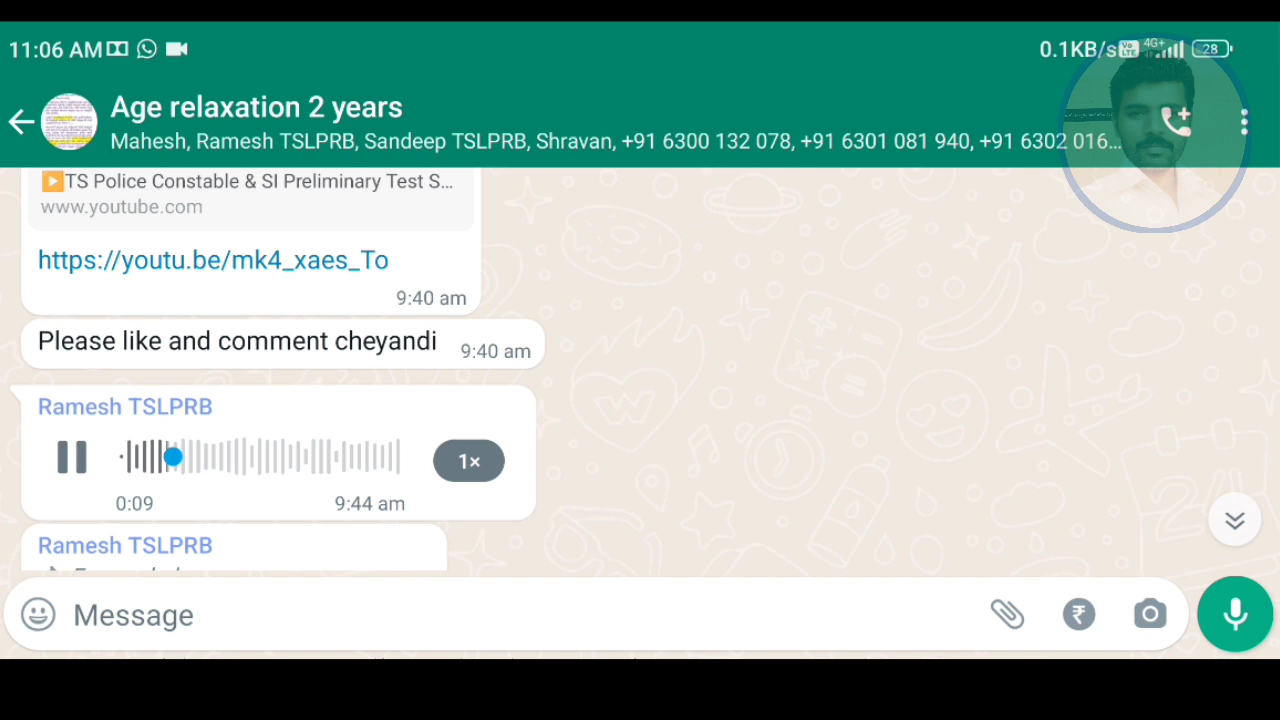 11:06 AM
0.1KB/s Vo LTE 4G+ 28
Age relaxation 2 years
Mahesh, Ramesh TSLPRB, Sandeep TSLPRB, Shravan, +91 6300 132 078, +91 6301 081 940, +91 6302 016...
▶️TS Police Constable & SI Preliminary Test S...
www.youtube.com
https://youtu.be/mk4_xaes_To
9:40 am
Please like and comment cheyandi 9:40 am
Ramesh TSLPRB
1×
0:09 9:44 am
Ramesh TSLPRB
Message